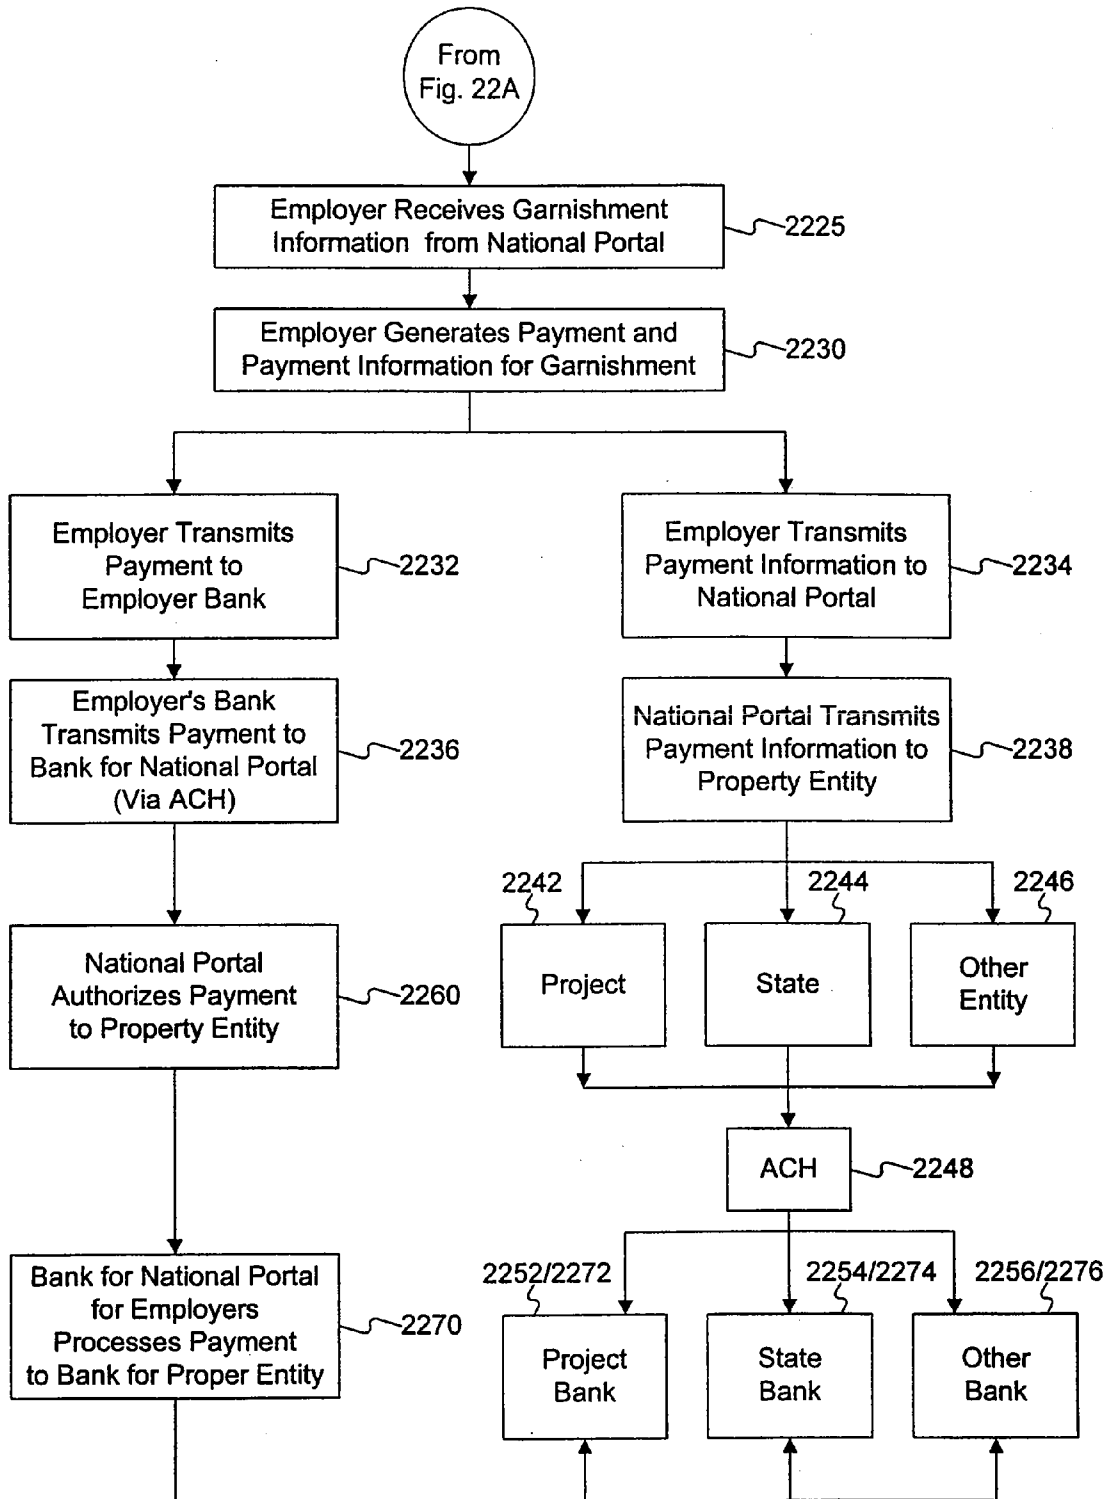 From
Fig. 22A
Employer Receives Garnishment
Information from National Portal
2225
Employer Generates Payment and
Payment Information for Garnishment
2230
Employer Transmits
Payment to
Employer Bank
2232
Employer Transmits
Payment Information to
National Portal
2234
Employer's Bank
Transmits Payment to
Bank for National Portal
(Via ACH)
2236
National Portal Transmits
Payment Information to
Property Entity
2238
2242
2244
2246
National Portal
Authorizes Payment
to Property Entity
2260
Project
State
Other
Entity
ACH
2248
Bank for National Portal
for Employers
Processes Payment
to Bank for Proper Entity
2270
2252/2272
2254/2274
2256/2276
Project
Bank
State
Bank
Other
Bank